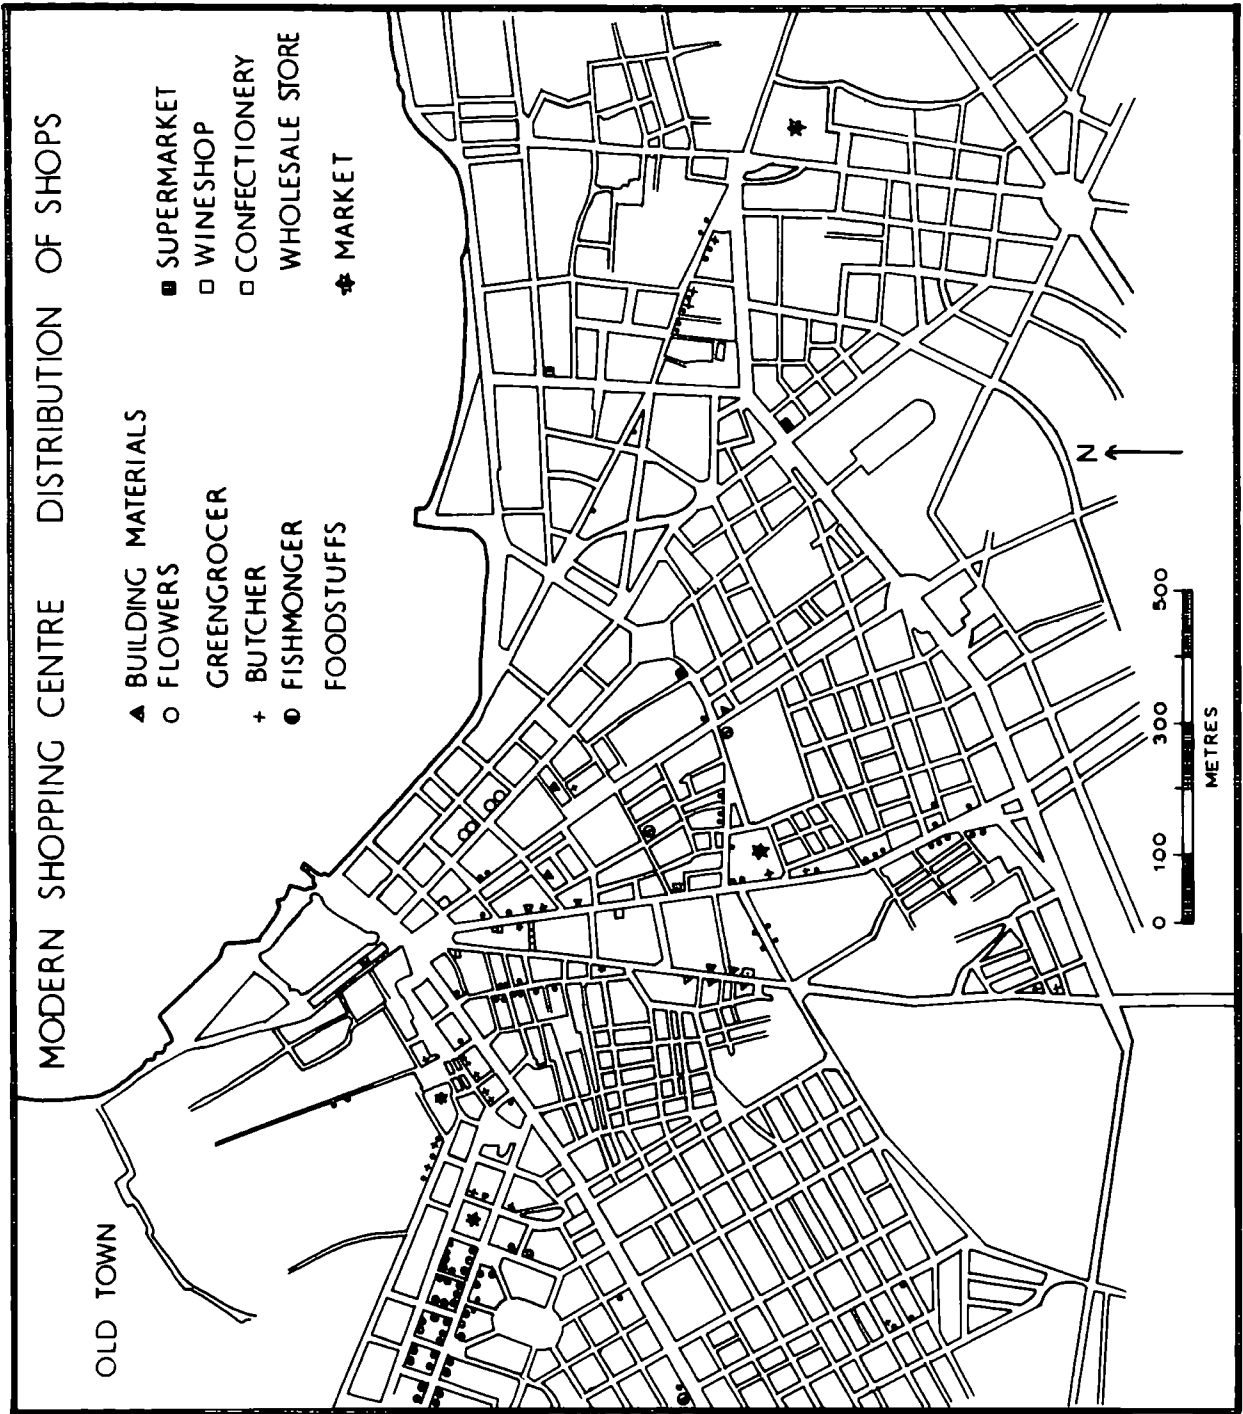 MODERN SHOPPING CENTRE DISTRIBUTION OF SHOPS
BUILDING MATERIALS
FLOWERS
GREENGROCER
BUTCHER
FISHMONGER
FOODSTUFFS
SUPERMARKET
WINESHOP
CONFECTIONERY
WHOLESALE STORE
MARKET
OLD TOWN
N
0 100 300 500
METRES